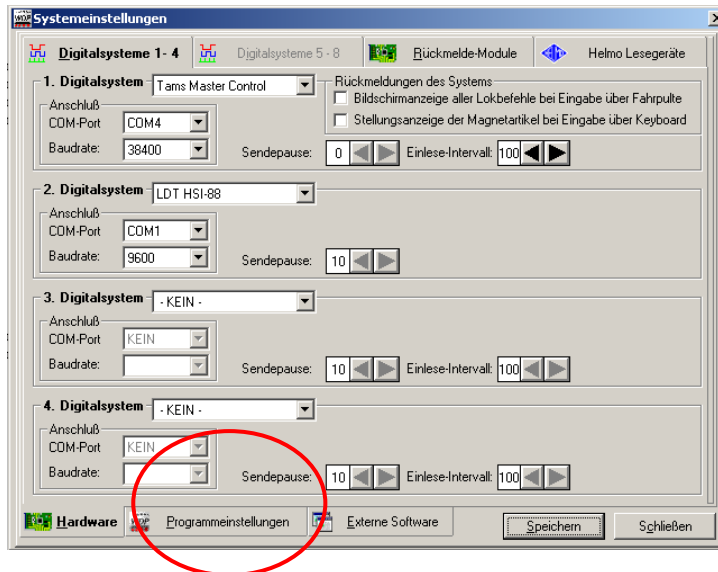 Systemeinstellungen
Digitalsysteme 1- 4 Digitalsysteme 5 - 8 Rückmelde-Module Helmo Lesegeräte
1. Digitalsystem Tams Master Control
Rückmeldungen des Systems
Bildschirmanzeige aller Lokbefehle bei Eingabe über Fahrpulte
Stellungsanzeige der Magnetartikel bei Eingabe über Keyboard
Anschluß
COM-Port COM4
Baudrate: 38400 Sendepause: 0 Einlese-Intervall: 100
2. Digitalsystem LDT HSI-88
Anschluß
COM-Port COM1
Baudrate: 9600 Sendepause: 10
3. Digitalsystem - KEIN -
Anschluß
COM-Port KEIN
Baudrate: Sendepause: 10 Einlese-Intervall: 100
4. Digitalsystem - KEIN -
Anschluß
COM-Port KEIN
Baudrate: Sendepause: 10 Einlese-Intervall: 100
Hardware Programmeinstellungen Externe Software Speichern Schließen